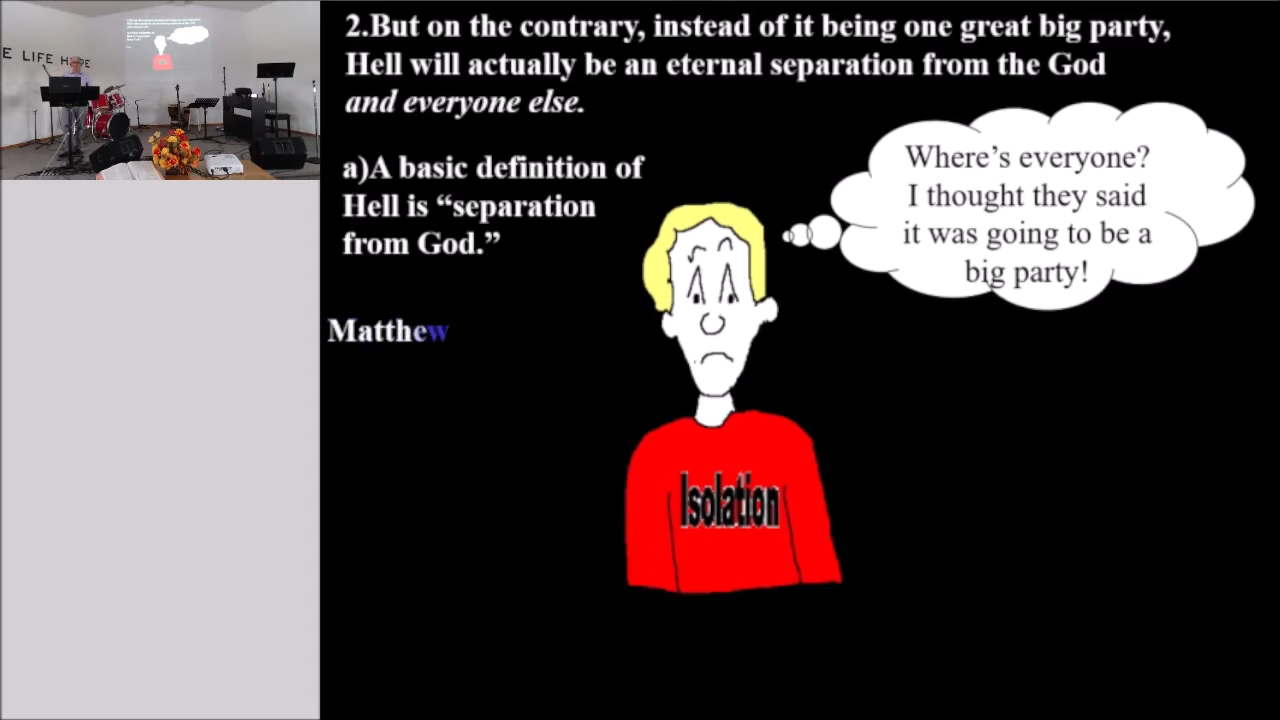 E LIFE HOPE
2.But on the contrary, instead of it being one great big party,
Hell will actually be an eternal separation from the God
and everyone else.
a)A basic definition of
Hell is “separation
from God.”
Matthew
Where’s everyone?
I thought they said
it was going to be a
big party!
Isolation